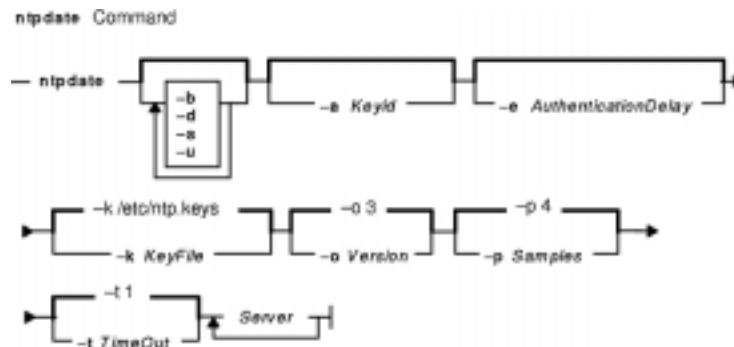 ntpdate Command
ntpdate
-b
-d
-s
-u
-a KeyId
-e AuthenticationDelay
-k /etc/ntp.keys
-k KeyFile
-o 3
-o Version
-p 4
-p Samples
-t 1
-t TimeOut
Server